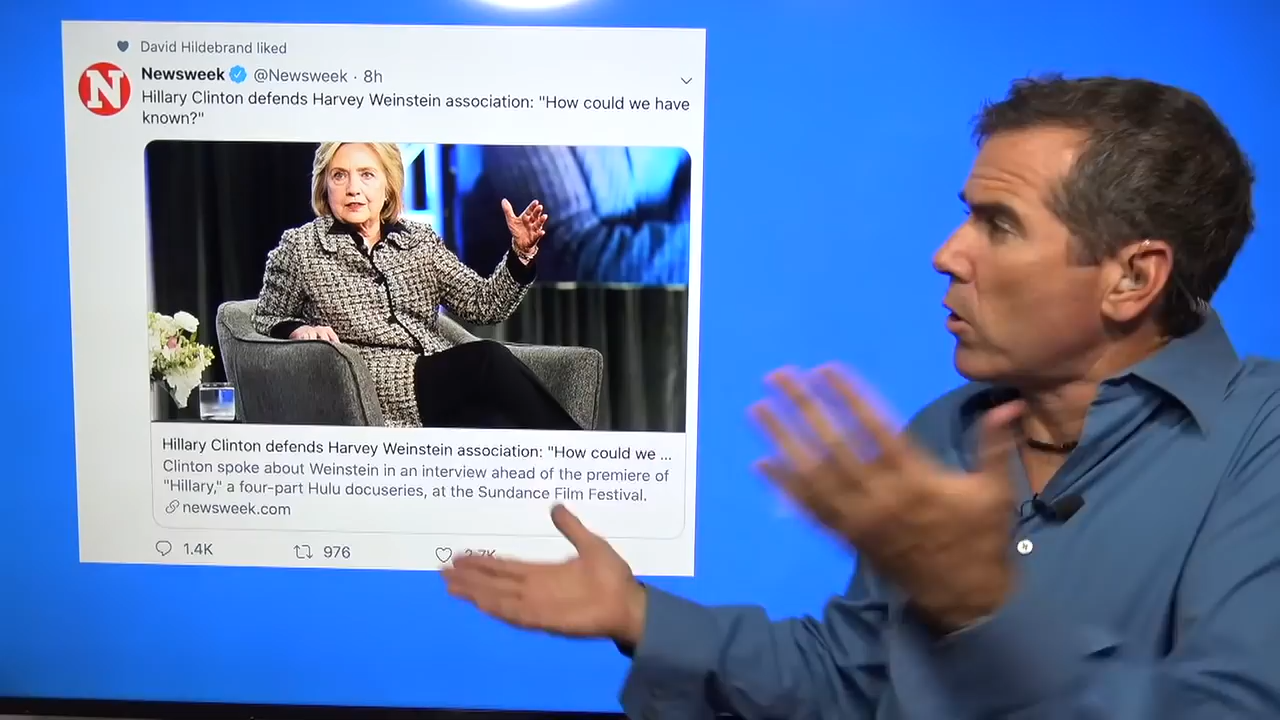 David Hildebrand liked
N
Newsweek @Newsweek · 8h
Hillary Clinton defends Harvey Weinstein association: "How could we have
known?"
Hillary Clinton defends Harvey Weinstein association: "How could we ...
Clinton spoke about Weinstein in an interview ahead of the premiere of
"Hillary," a four-part Hulu docuseries, at the Sundance Film Festival.
newsweek.com
1.4K 976 2.7K